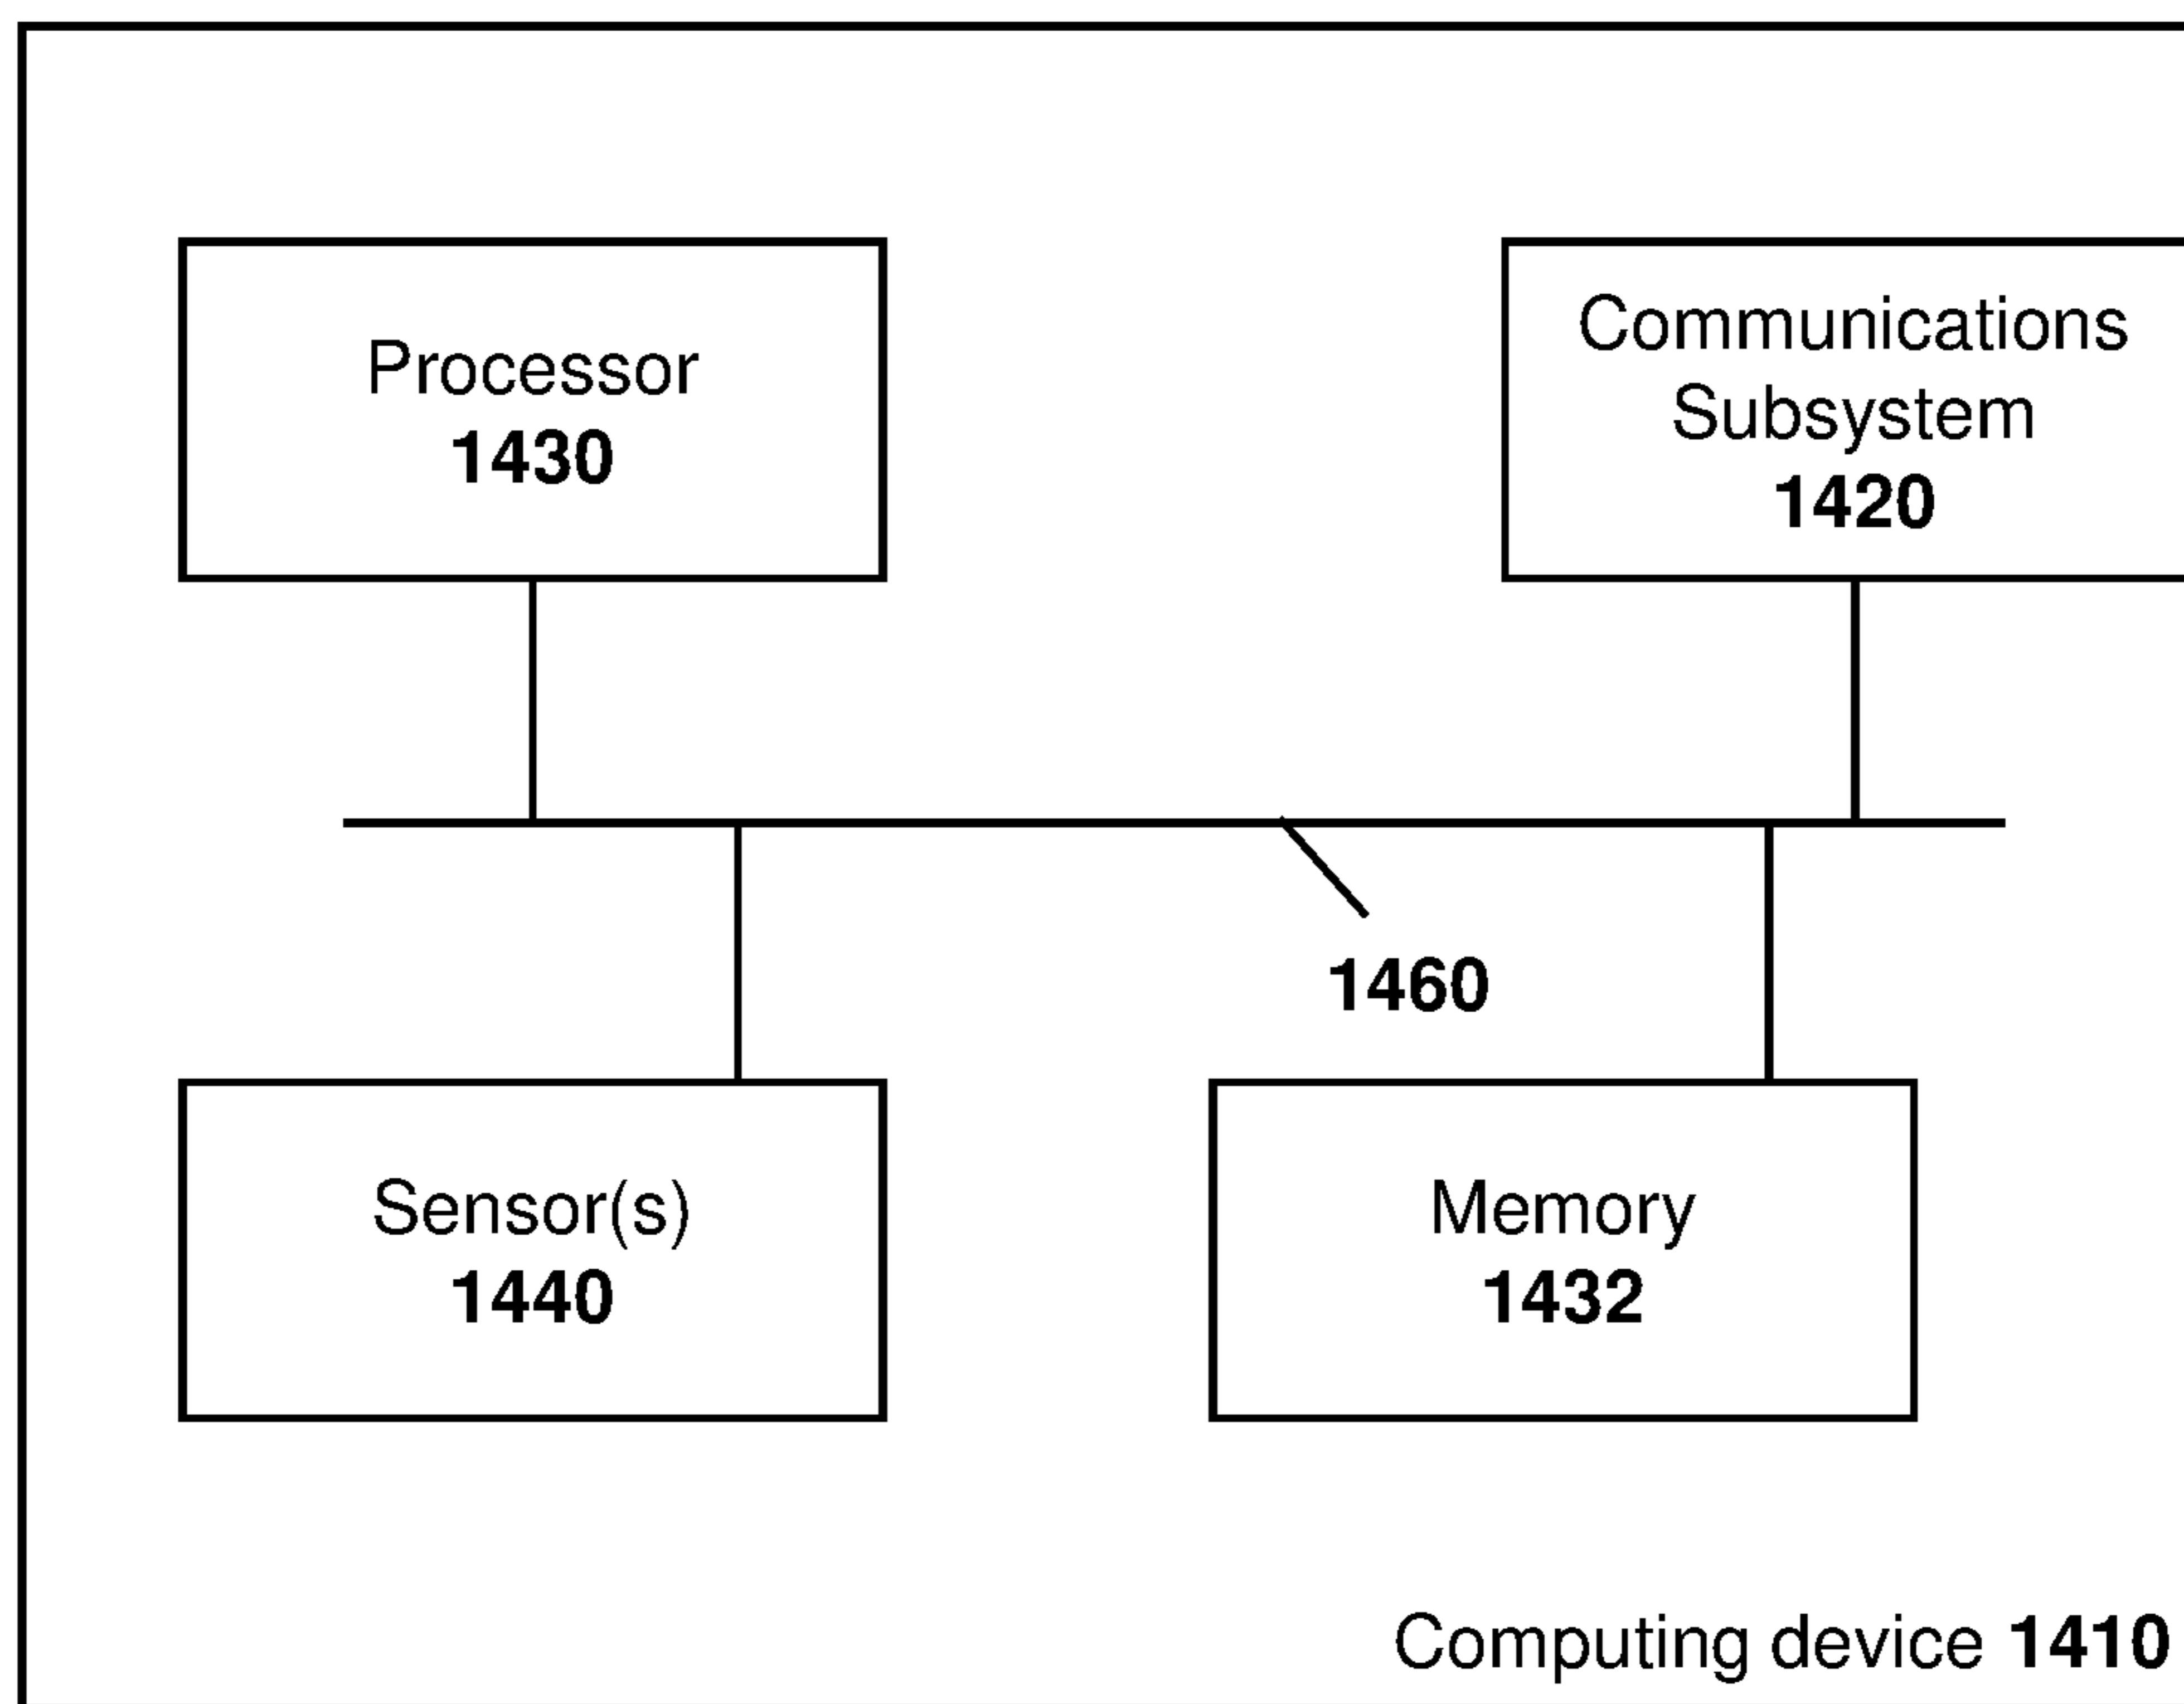 Processor
1430
Communications
Subsystem
1420
1460
Sensor(s)
1440
Memory
1432
Computing device 1410